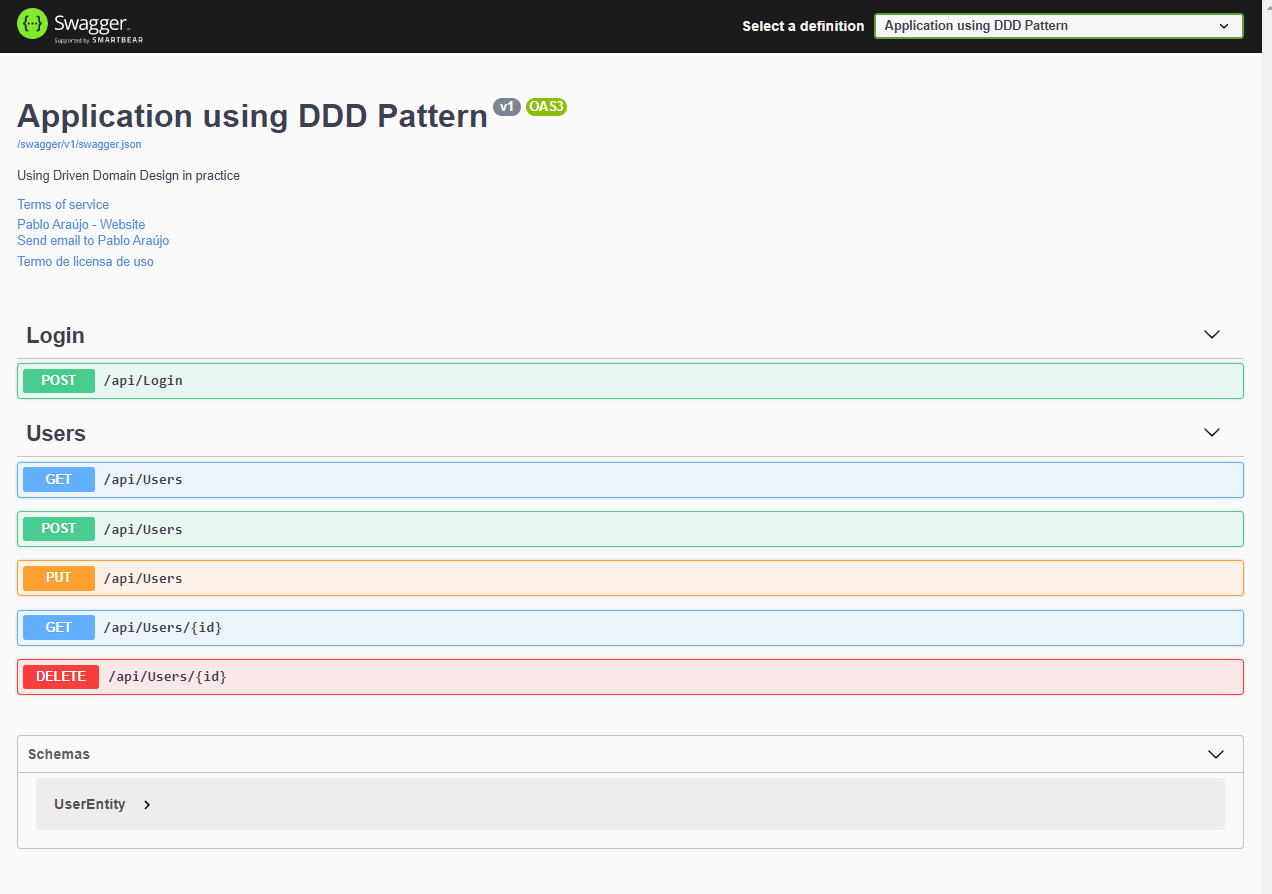 Swagger.
Supported by SMARTBEAR
Select a definition
Application using DDD Pattern
Application using DDD Pattern v1 OAS3
/swagger/v1/swagger.json
Using Driven Domain Design in practice
Terms of service
Pablo Araújo - Website
Send email to Pablo Araújo
Termo de licensa de uso
Login
POST /api/Login
Users
GET /api/Users
POST /api/Users
PUT /api/Users
GET /api/Users/{id}
DELETE /api/Users/{id}
Schemas
UserEntity